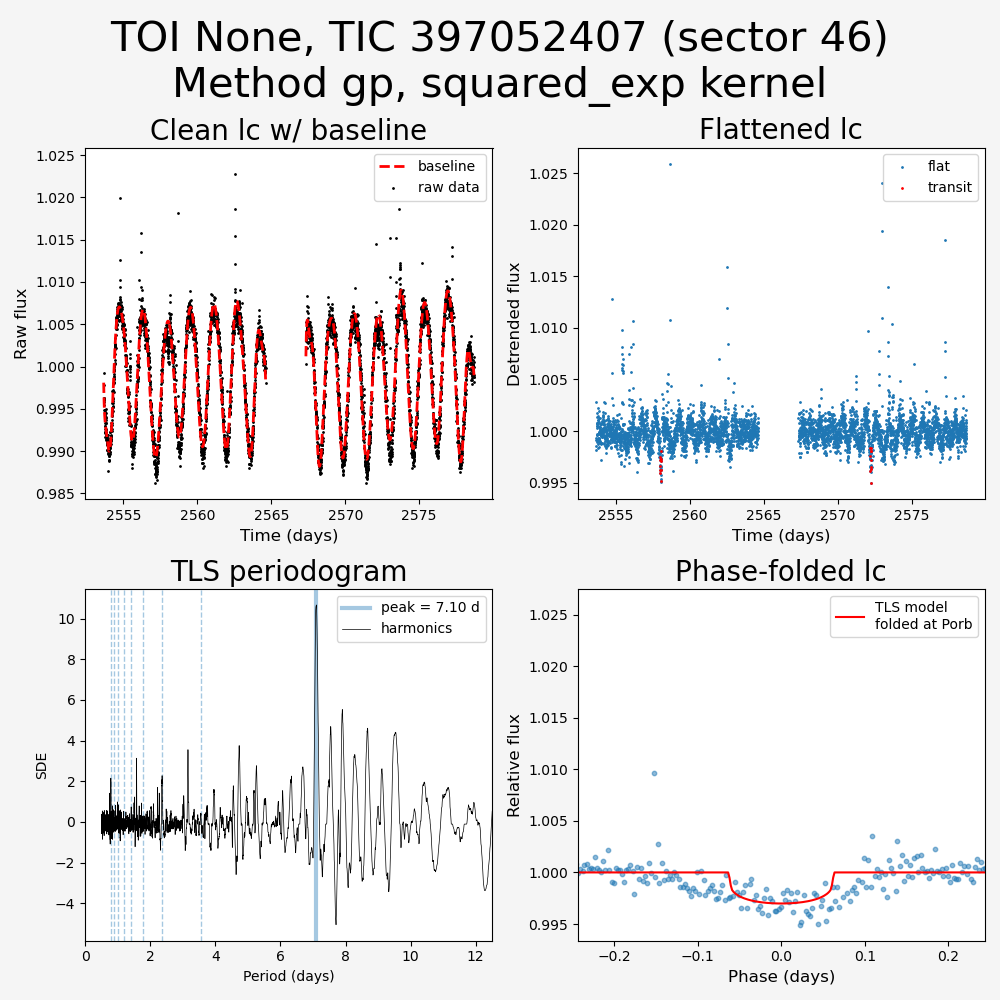 TOI None, TIC 397052407 (sector 46)
Method gp, squared_exp kernel
Clean lc w/ baseline
1.025
1.020
1.015
1.010
1.005
1.000
0.995
0.990
0.985
Raw flux
baseline
raw data
2555
2560
2565
2570
2575
Time (days)
Flattened lc
1.025
1.020
1.015
1.010
1.005
1.000
0.995
Detrended flux
flat
transit
2555
2560
2565
2570
2575
Time (days)
TLS periodogram
10
8
6
4
2
0
−2
−4
SDE
peak = 7.10 d
harmonics
0
2
4
6
8
10
12
Period (days)
Phase-folded lc
1.025
1.020
1.015
1.010
1.005
1.000
0.995
Relative flux
TLS model
folded at Porb
−0.2
−0.1
0.0
0.1
0.2
Phase (days)